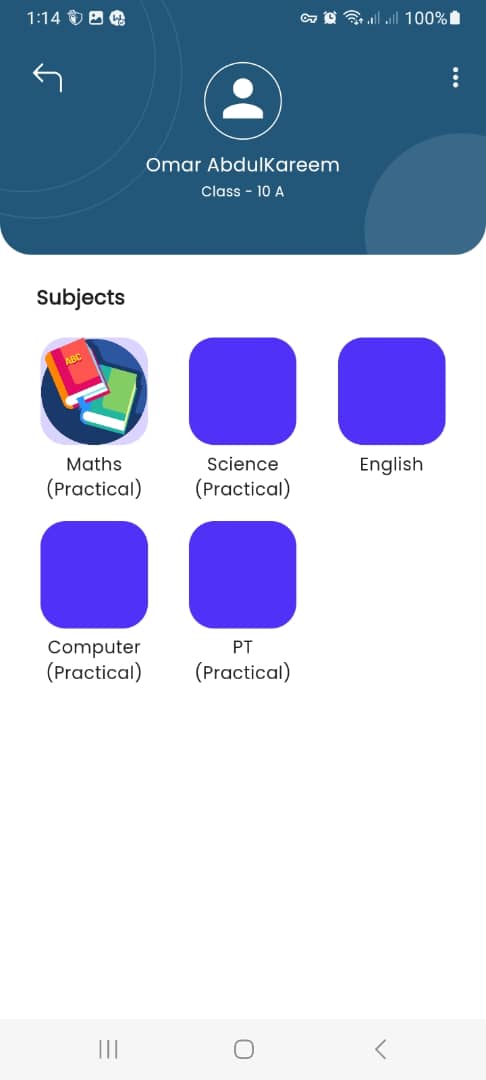 1:14
100%
Omar AbdulKareem
Class - 10 A
Subjects
ABC
Maths
(Practical)
Science
(Practical)
English
Computer
(Practical)
PT
(Practical)